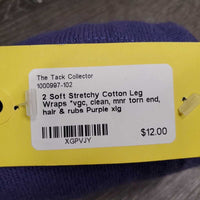 The Tack Collector
1000997-102
2 Soft Stretchy Cotton Leg
Wraps *vgc, clean, mnr torn end,
hair & rubs Purple xlg
$12.00
XGPVJY